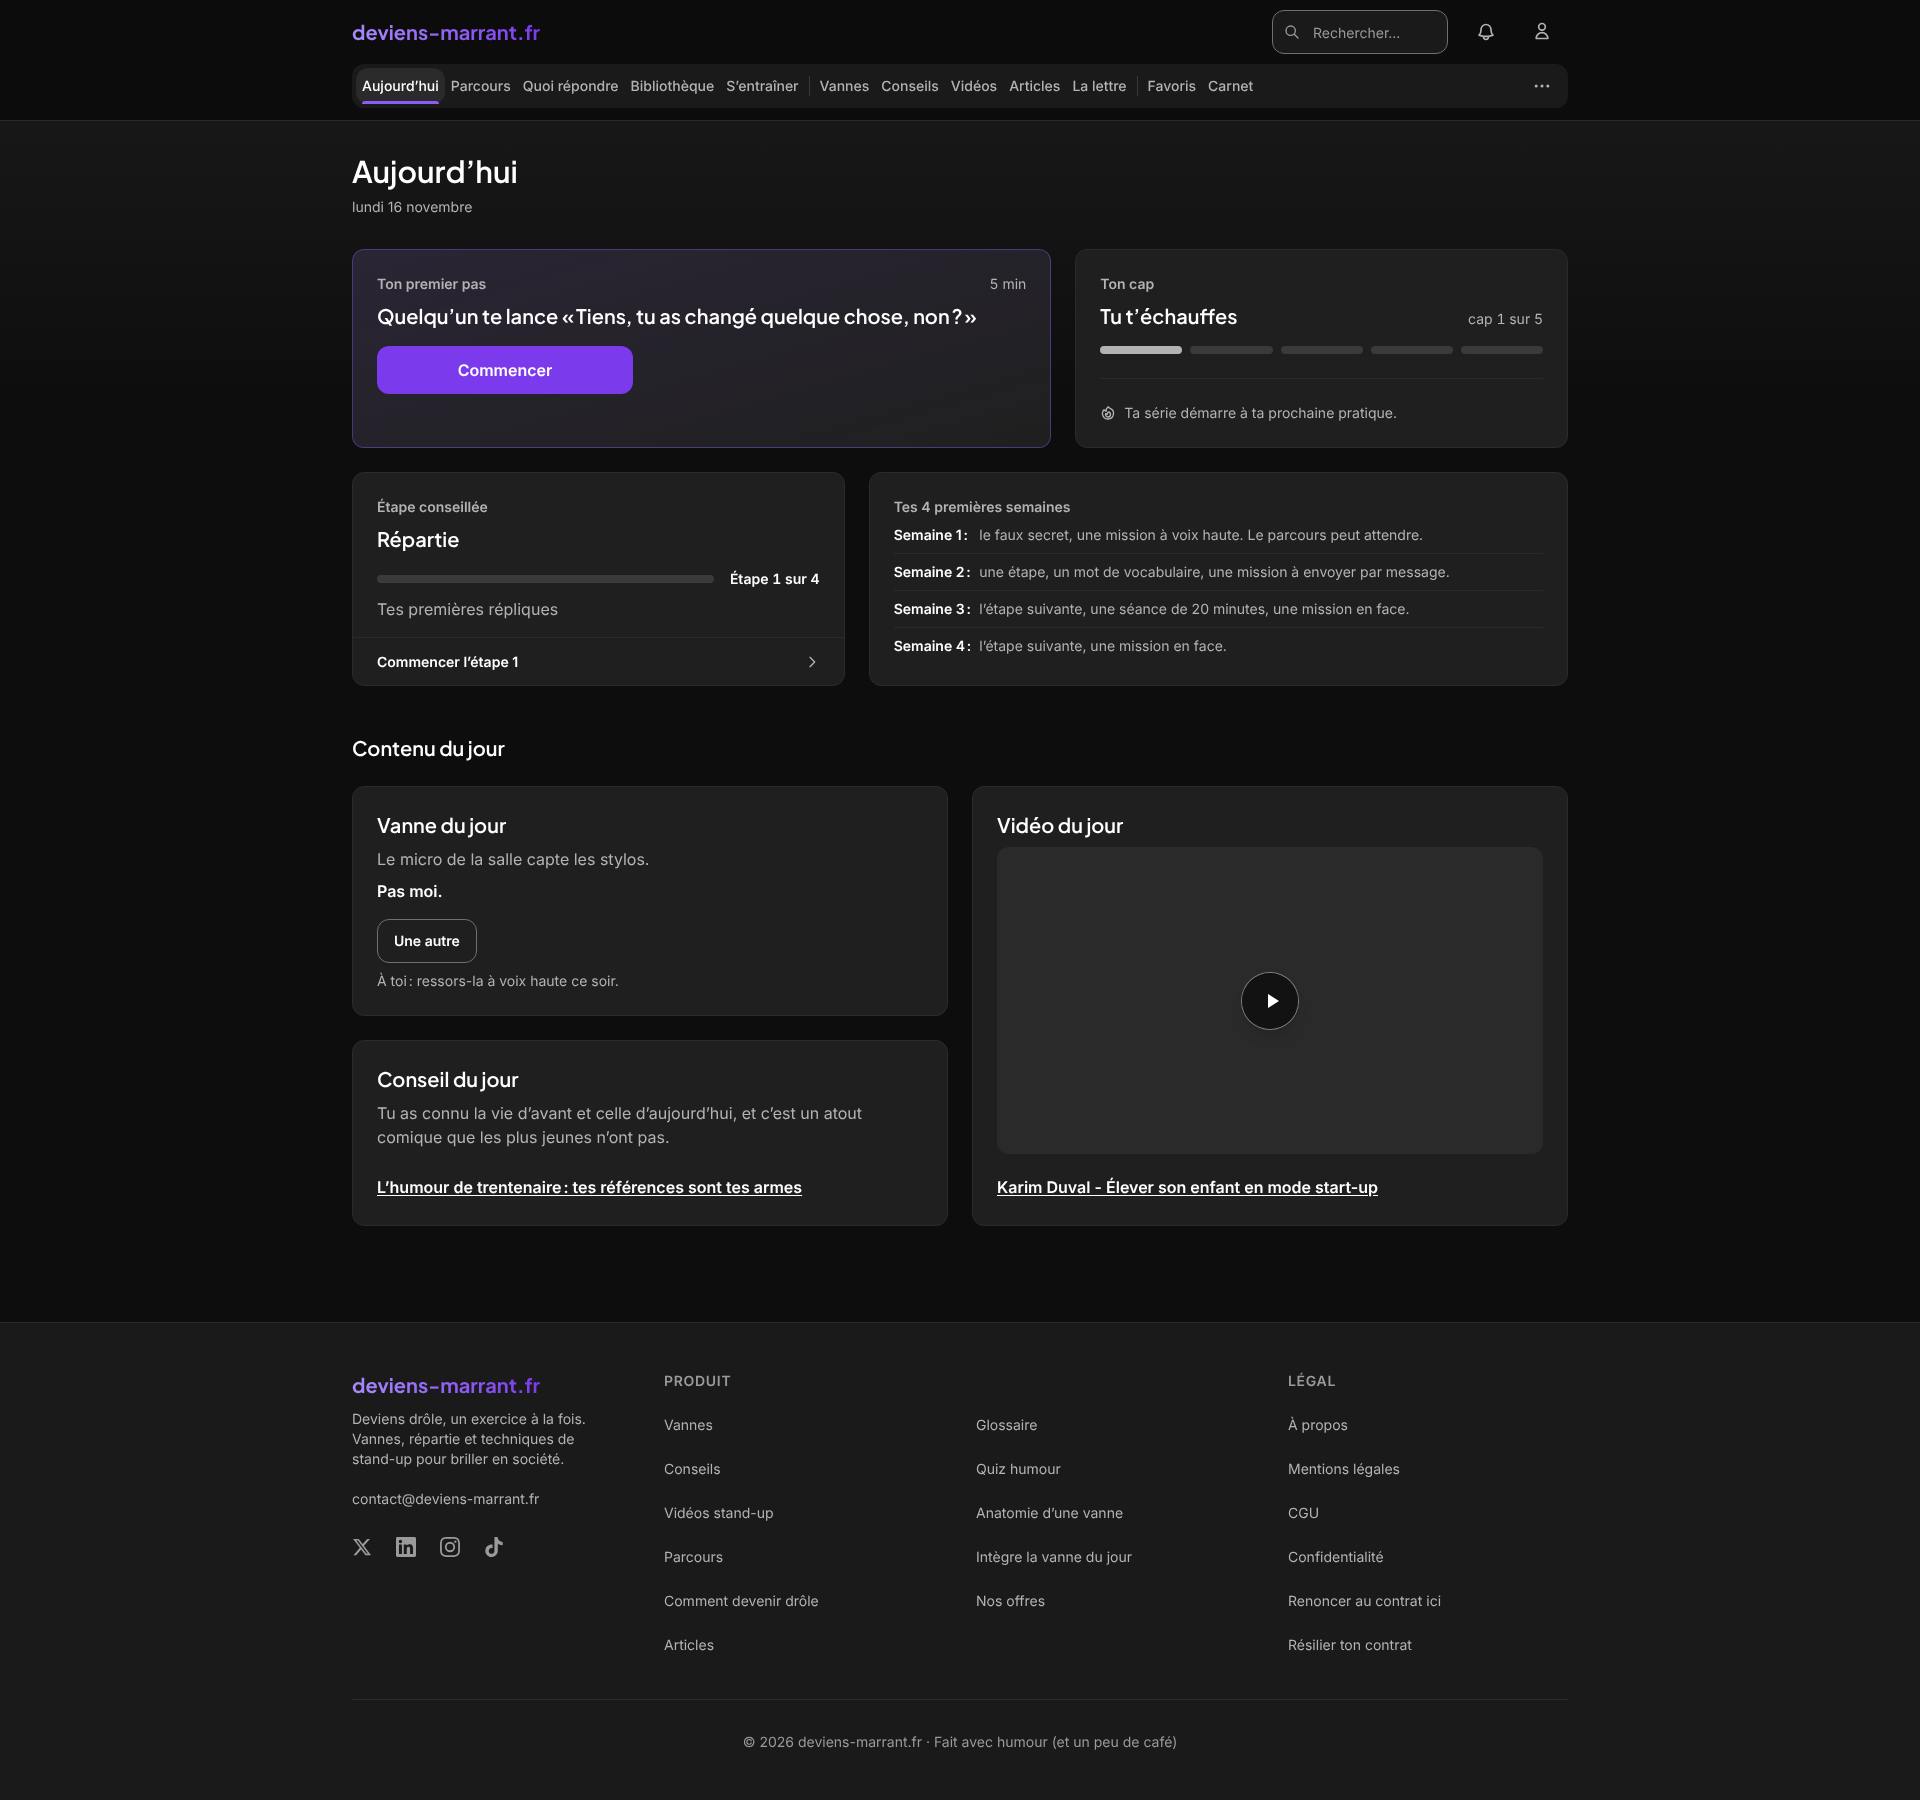 deviens-marrant.fr
Rechercher...
Aujourd’hui Parcours Quoi répondre Bibliothèque S’entraîner Vannes Conseils Vidéos Articles La lettre Favoris Carnet
Aujourd’hui
lundi 16 novembre
Ton premier pas
5 min
Quelqu’un te lance « Tiens, tu as changé quelque chose, non ? »
Commencer
Ton cap
Tu t’échauffes
cap 1 sur 5
Ta série démarre à ta prochaine pratique.
Étape conseillée
Répartie
Étape 1 sur 4
Tes premières répliques
Commencer l’étape 1
Tes 4 premières semaines
Semaine 1 : le faux secret, une mission à voix haute. Le parcours peut attendre.
Semaine 2 : une étape, un mot de vocabulaire, une mission à envoyer par message.
Semaine 3 : l’étape suivante, une séance de 20 minutes, une mission en face.
Semaine 4 : l’étape suivante, une mission en face.
Contenu du jour
Vanne du jour
Le micro de la salle capte les stylos.
Pas moi.
Une autre
À toi : ressors-la à voix haute ce soir.
Conseil du jour
Tu as connu la vie d’avant et celle d’aujourd’hui, et c’est un atout
comique que les plus jeunes n’ont pas.
L’humour de trentenaire : tes références sont tes armes
Vidéo du jour
Karim Duval - Élever son enfant en mode start-up
deviens-marrant.fr
Deviens drôle, un exercice à la fois.
Vannes, répartie et techniques de
stand-up pour briller en société.
contact@deviens-marrant.fr
PRODUIT
Vannes
Conseils
Vidéos stand-up
Parcours
Comment devenir drôle
Articles
Glossaire
Quiz humour
Anatomie d’une vanne
Intègre la vanne du jour
Nos offres
LÉGAL
À propos
Mentions légales
CGU
Confidentialité
Renoncer au contrat ici
Résilier ton contrat
© 2026 deviens-marrant.fr · Fait avec humour (et un peu de café)